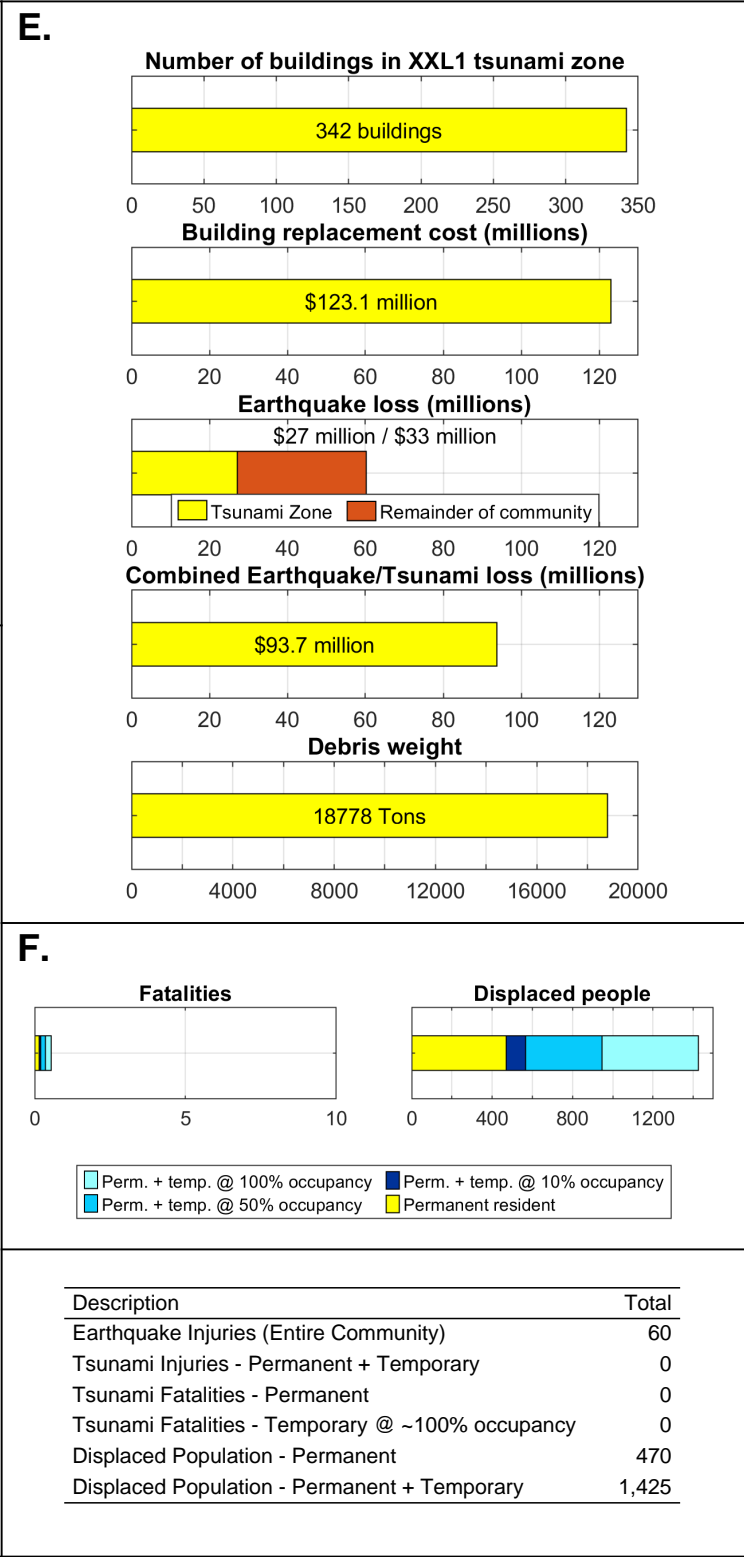 E.
Number of buildings in XXL1 tsunami zone
342 buildings
0 50 100 150 200 250 300 350
Building replacement cost (millions)
$123.1 million
0 20 40 60 80 100 120
Earthquake loss (millions)
$27 million / $33 million
Tsunami Zone Remainder of community
0 20 40 60 80 100 120
Combined Earthquake/Tsunami loss (millions)
$93.7 million
0 20 40 60 80 100 120
Debris weight
18778 Tons
0 4000 8000 12000 16000 20000
F.
Fatalities
0 5 10
Displaced people
0 400 800 1200
Perm. + temp. @ 100% occupancy Perm. + temp. @ 10% occupancy
Perm. + temp. @ 50% occupancy Permanent resident
Description Total
Earthquake Injuries (Entire Community) 60
Tsunami Injuries - Permanent + Temporary 0
Tsunami Fatalities - Permanent 0
Tsunami Fatalities - Temporary @ ~100% occupancy 0
Displaced Population - Permanent 470
Displaced Population - Permanent + Temporary 1,425